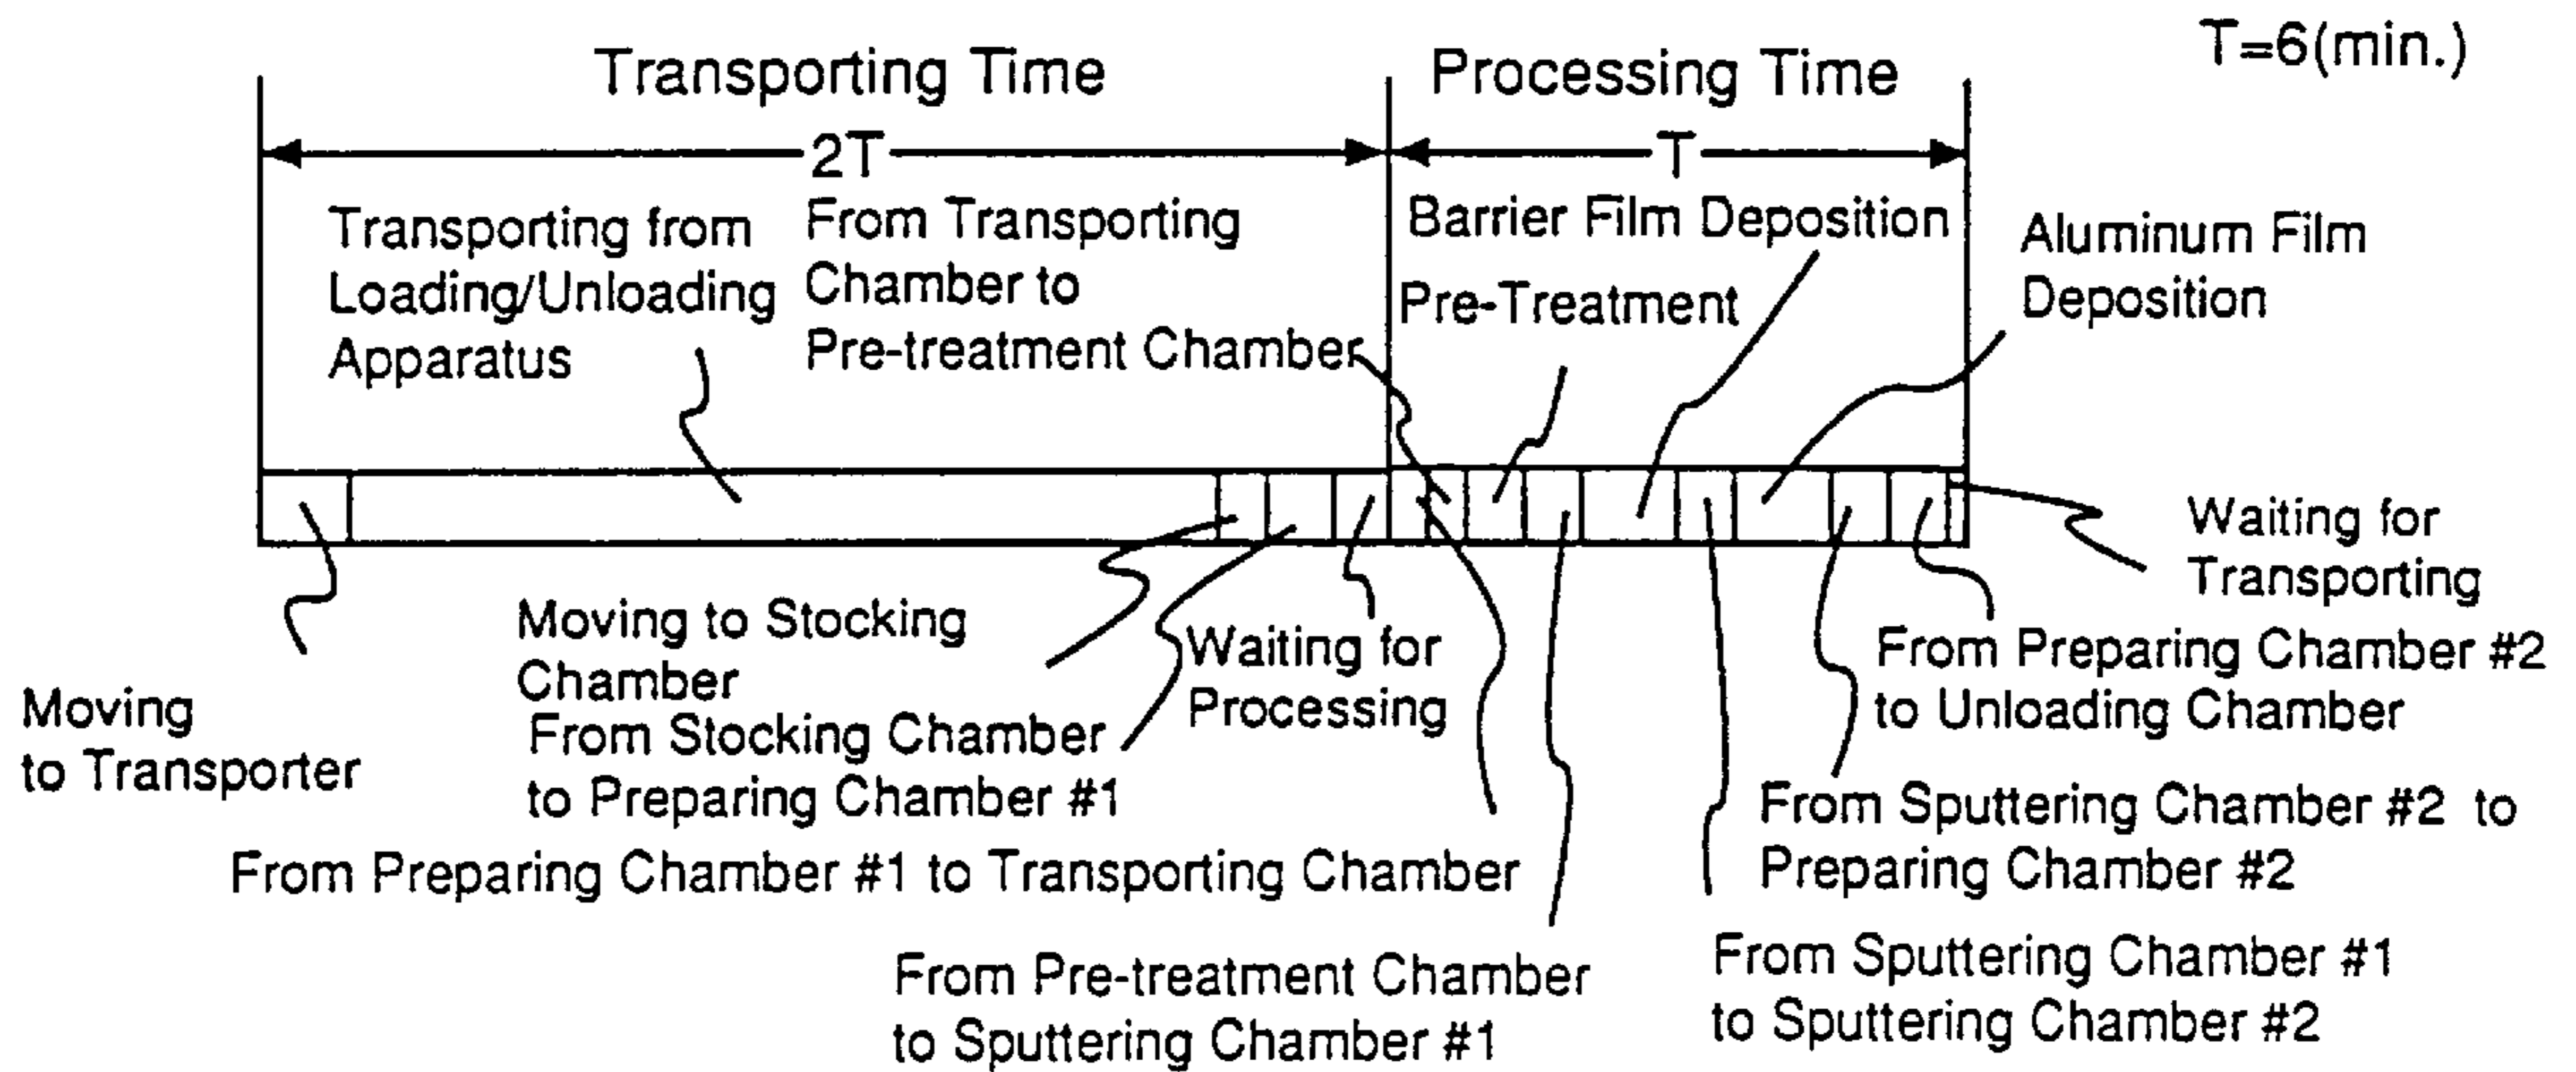 T=6(min.)
Transporting Time
Processing Time
2T
T
Transporting from
Loading/Unloading
Apparatus
From Transporting
Chamber to
Pre-treatment Chamber
Barrier Film Deposition
Pre-Treatment
Aluminum Film
Deposition
Moving
to Transporter
Moving to Stocking
Chamber
From Stocking Chamber
to Preparing Chamber #1
Waiting for
Processing
From Preparing Chamber #1 to Transporting Chamber
From Pre-treatment Chamber
to Sputtering Chamber #1
Waiting for
Transporting
From Preparing Chamber #2
to Unloading Chamber
From Sputtering Chamber #2 to
Preparing Chamber #2
From Sputtering Chamber #1
to Sputtering Chamber #2